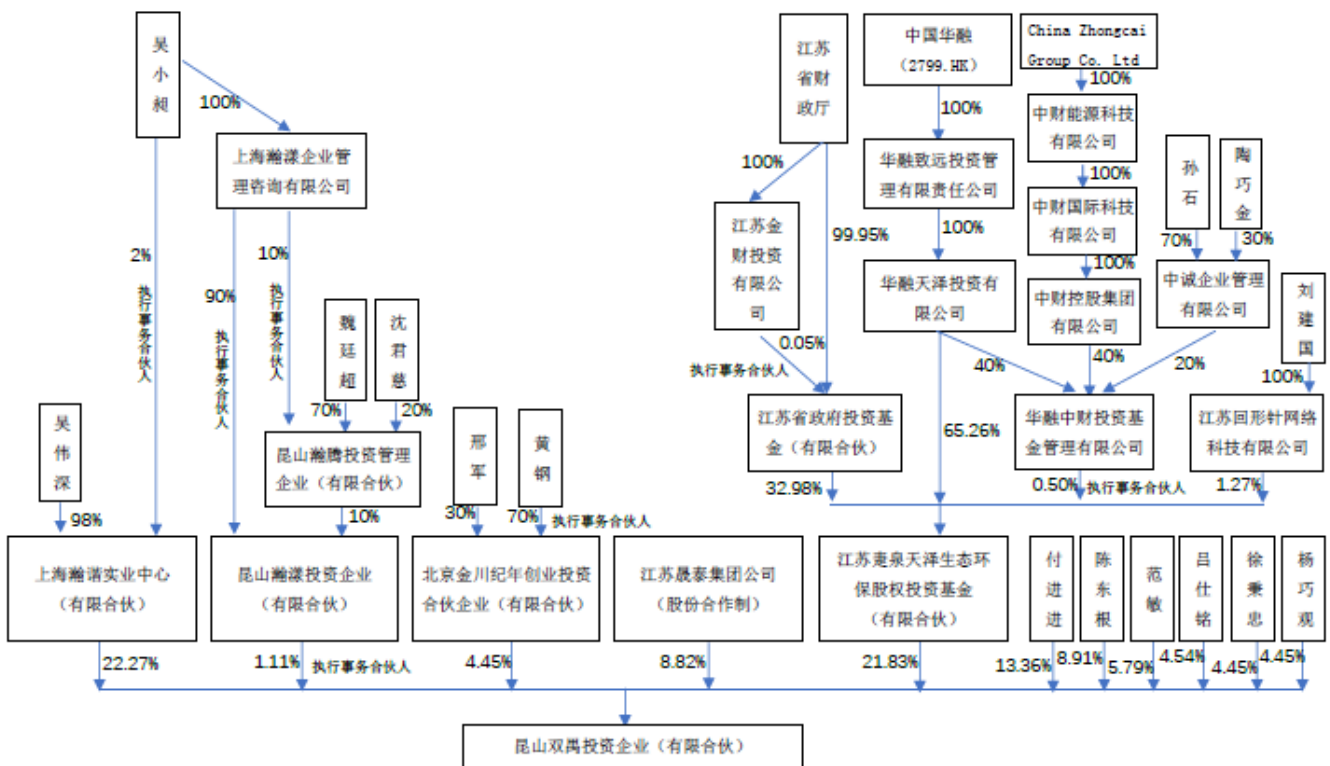 吴小昶
江苏省财政厅
中国华融
(2799.HK)
China Zhongcai
Group Co. Ltd
100%
100%
100%
中财能源科技
有限公司
上海瀚漾企业管
理咨询有限公司
100%
华融致远投资管
理有限责任公司
100%
孙石
陶巧金
江苏金财投资有限公司
中财国际科技
有限公司
2%
10%
99.95%
100%
70%
30%
90%
执行事务合伙人
执行事务合伙人
执行事务合伙人
华融天泽投资有
限公司
100%
中财控股集团
有限公司
中诚企业管理
有限公司
刘建国
魏廷超
沈君慈
0.05%
执行事务合伙人
40%
40%
20%
100%
70%
20%
吴伟深
邢军
黄钢
江苏省政府投资基
金（有限合伙）
65.26%
华融中财投资基
金管理有限公司
江苏回形针网络
科技有限公司
昆山瀚腾投资管理
企业（有限合伙）
32.98%
0.50%
执行事务合伙人
1.27%
98%
10%
30%
70%
执行事务合伙人
上海瀚谐实业中心
（有限合伙）
昆山瀚漾投资企业
（有限合伙）
北京金川纪年创业投资
合伙企业（有限合伙）
江苏晟泰集团公司
（股份合作制）
江苏疌泉天泽生态环
保股权投资基金
（有限合伙）
付进进
陈东根
范敏
吕仕铭
徐秉忠
杨巧观
22.27%
1.11%
执行事务合伙人
4.45%
8.82%
21.83%
13.36%
8.91%
5.79%
4.54%
4.45%
4.45%
昆山双禺投资企业（有限合伙）